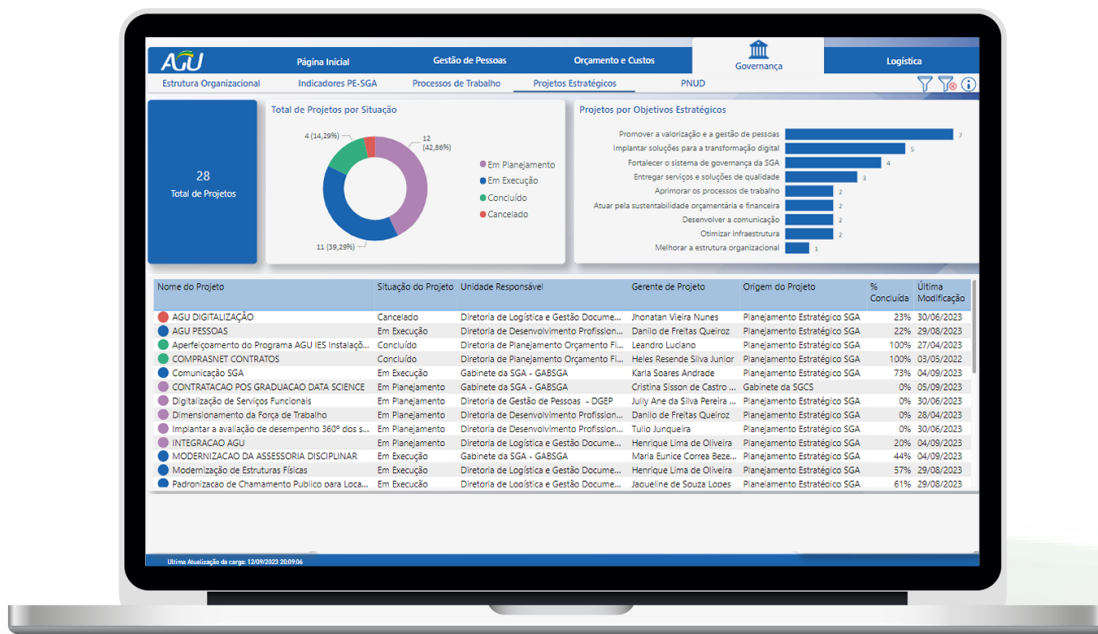 AGU
Página Inicial
Gestão de Pessoas
Orçamento e Custos
Governança
Logística
Estrutura Organizacional
Indicadores PE-SGA
Processos de Trabalho
Projetos Estratégicos
PNUD
28
Total de Projetos
Total de Projetos por Situação
4 (14,29%)
12
(42,86%)
11 (39,29%)
Em Planejamento
Em Execução
Concluído
Cancelado
Projetos por Objetivos Estratégicos
Promover a valorização e a gestão de pessoas 7
Implantar soluções para a transformação digital 5
Fortalecer o sistema de governança da SGA 4
Entregar serviços e soluções de qualidade 3
Aprimorar os processos de trabalho 2
Atuar pela sustentabilidade orçamentária e financeira 2
Desenvolver a comunicação 2
Otimizar infraestrutura 2
Melhorar a estrutura organizacional 1
Nome do Projeto Situação do Projeto Unidade Responsável Gerente de Projeto Origem do Projeto % Concluída Última Modificação
AGU DIGITALIZAÇÃO Cancelado Diretoria de Logística e Gestão Docume... Jhonatan Vieira Nunes Planejamento Estratégico SGA 23% 30/06/2023
AGU PESSOAS Em Execução Diretoria de Desenvolvimento Profission... Danilo de Freitas Queiroz Planejamento Estratégico SGA 22% 29/08/2023
Aperfeiçoamento do Programa AGU IES Instalaçõ... Concluído Diretoria de Planejamento Orçamento Fi... Leandro Luciano Planejamento Estratégico SGA 100% 27/04/2023
COMPRASNET CONTRATOS Concluído Diretoria de Planejamento Orçamento Fi... Heles Resende Silva Junior Planejamento Estratégico SGA 100% 03/05/2022
Comunicação SGA Em Execução Gabinete da SGA - GABSGA Karla Soares Andrade Planejamento Estratégico SGA 73% 04/09/2023
CONTRATACAO POS GRADUACAO DATA SCIENCE Em Planejamento Gabinete da SGA - GABSGA Cristina Sisson de Castro ... Gabinete da SGCS 0% 05/09/2023
Digitalização de Serviços Funcionais Em Planejamento Diretoria de Gestão de Pessoas - DGEP Jully Ane da Silva Pereira ... Planejamento Estratégico SGA 0% 30/06/2023
Dimensionamento da Força de Trabalho Em Planejamento Diretoria de Desenvolvimento Profission... Danilo de Freitas Queiroz Planejamento Estratégico SGA 0% 28/04/2023
Implantar a avaliação de desempenho 360º dos s... Em Planejamento Diretoria de Desenvolvimento Profission... Tulio Junqueira Planejamento Estratégico SGA 0% 30/06/2023
INTEGRACAO AGU Em Planejamento Diretoria de Logística e Gestão Docume... Henrique Lima de Oliveira Planejamento Estratégico SGA 20% 04/09/2023
MODERNIZACAO DA ASSESSORIA DISCIPLINAR Em Execução Gabinete da SGA - GABSGA Maria Eunice Correa Beze... Planejamento Estratégico SGA 44% 04/09/2023
Modernização de Estruturas Físicas Em Execução Diretoria de Logística e Gestão Docume... Henrique Lima de Oliveira Planejamento Estratégico SGA 57% 29/08/2023
Padronizacao de Chamamento Publico para Loca... Em Execução Diretoria de Logística e Gestão Docume... Jaqueline de Souza Lopes Planejamento Estratégico SGA 61% 29/08/2023
Ultima Atualização da carga: 12/09/2023 20:09:06